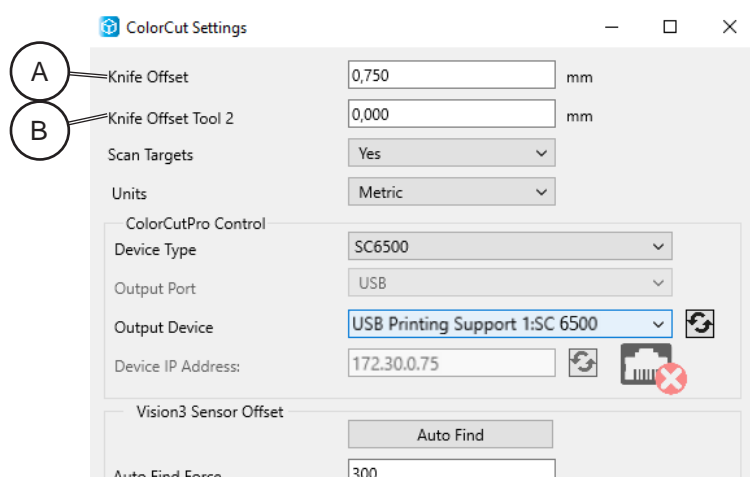 ColorCut Settings
A
Knife Offset 0,750 mm
B
Knife Offset Tool 2 0,000 mm
Scan Targets Yes
Units Metric
ColorCutPro Control
Device Type SC6500
Output Port USB
Output Device USB Printing Support 1:SC 6500
Device IP Address: 172.30.0.75
Vision3 Sensor Offset
Auto Find
Auto Find Force 300